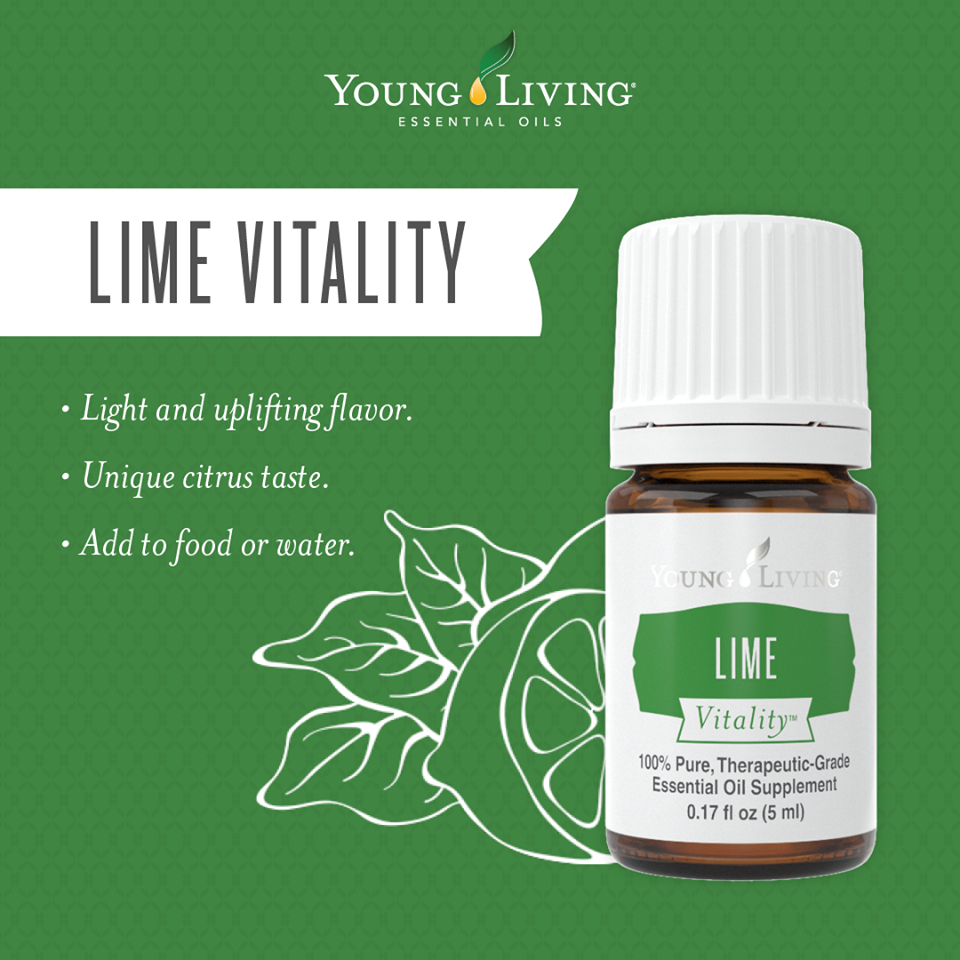 YOUNG LIVING®
ESSENTIAL OILS
LIME VITALITY
• Light and uplifting flavor.
• Unique citrus taste.
• Add to food or water.
YOUNG LIVING®
LIME
Vitality™
100% Pure, Therapeutic-Grade
Essential Oil Supplement
0.17 fl oz (5 ml)